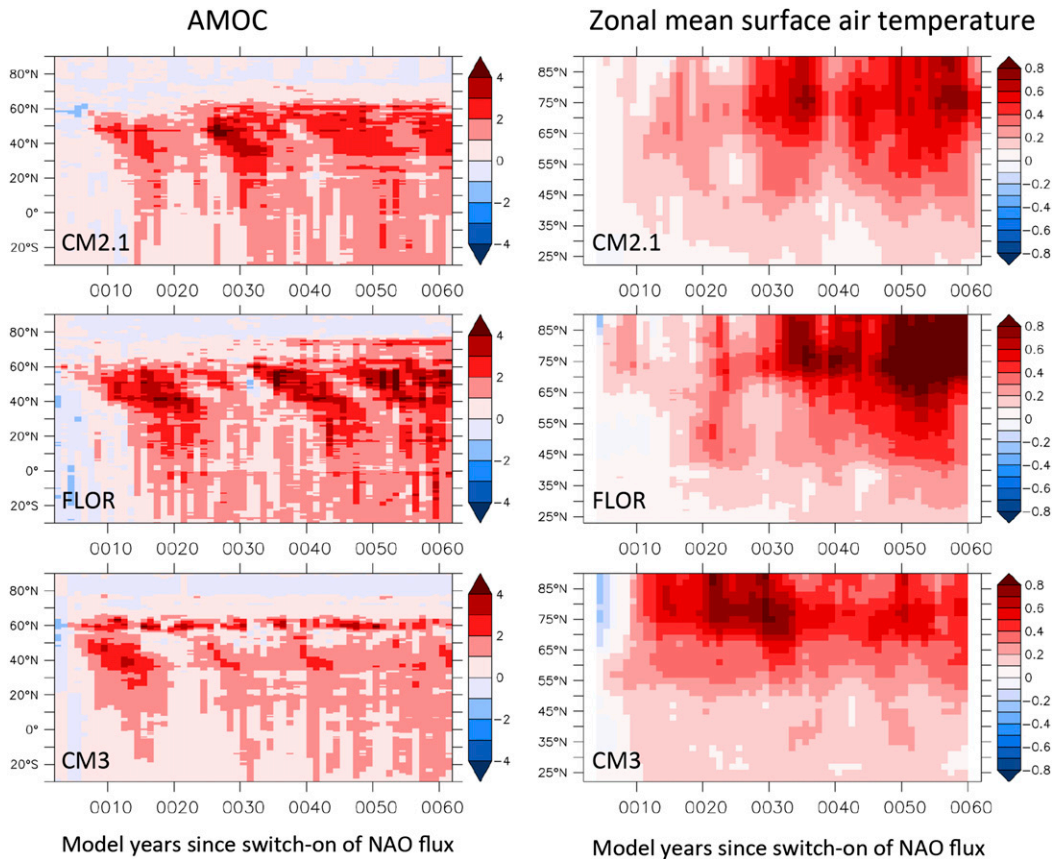 AMOC
Zonal mean surface air temperature
80°N
60°N
40°N
20°N
0°
20°S
CM2.1
0010 0020 0030 0040 0050 0060
4
2
0
−2
−4
85°N
75°N
65°N
55°N
45°N
35°N
25°N
CM2.1
0010 0020 0030 0040 0050 0060
0.8
0.6
0.4
0.2
0
−0.2
−0.4
−0.6
−0.8
80°N
60°N
40°N
20°N
0°
20°S
FLOR
0010 0020 0030 0040 0050 0060
4
2
0
−2
−4
85°N
75°N
65°N
55°N
45°N
35°N
25°N
FLOR
0010 0020 0030 0040 0050 0060
0.8
0.6
0.4
0.2
0
−0.2
−0.4
−0.6
−0.8
80°N
60°N
40°N
20°N
0°
20°S
CM3
0010 0020 0030 0040 0050 0060
4
2
0
−2
−4
85°N
75°N
65°N
55°N
45°N
35°N
25°N
CM3
0010 0020 0030 0040 0050 0060
0.8
0.6
0.4
0.2
0
−0.2
−0.4
−0.6
−0.8
Model years since switch-on of NAO flux
Model years since switch-on of NAO flux